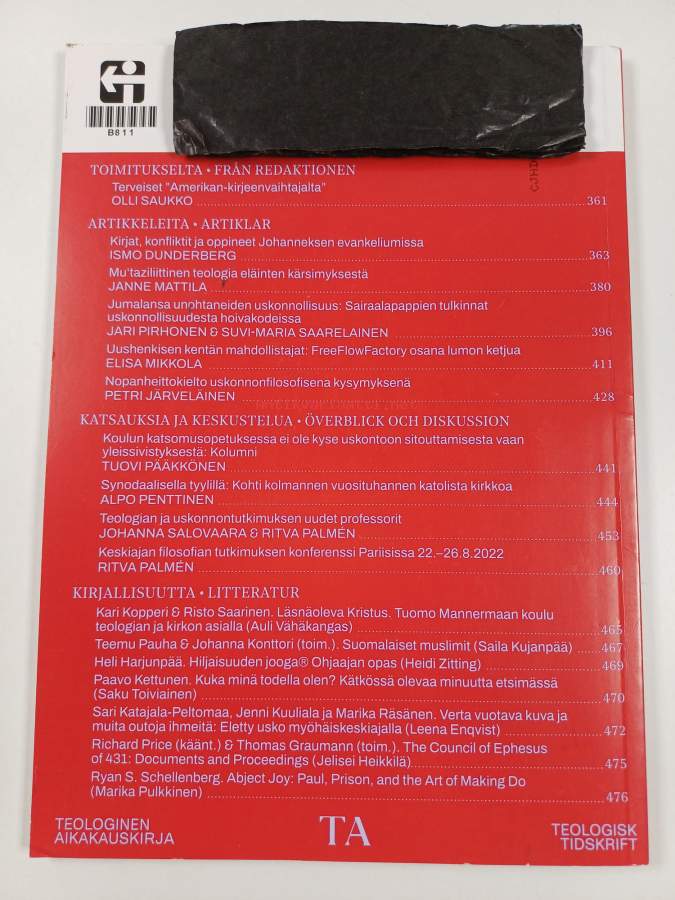 B811
TOIMITUKSELTA • FRÅN REDAKTIONEN
Terveiset "Amerikan-kirjeenvaihtajalta"
OLLI SAUKKO 361
ARTIKKELEITA • ARTIKLAR
Kirjat, konfliktit ja oppineet Johanneksen evankeliumissa
ISMO DUNDERBERG 363
Mu'taziliittinen teologia eläinten kärsimyksestä
JANNE MATTILA 380
Jumalansa unohtaneiden uskonnollisuus: Sairaalapappien tulkinnat
uskonnollisuudesta hoivakodeissa
JARI PIRHONEN & SUVI-MARIA SAARELAINEN 396
Uushenkisen kentän mahdollistajat: FreeFlowFactory osana lumon ketjua
ELISA MIKKOLA 411
Nopanheittokielto uskonnonfilosofisena kysymyksenä
PETRI JÄRVELÄINEN 428
KATSAUKSIA JA KESKUSTELUA • ÖVERBLICK OCH DISKUSSION
Koulun katsomusopetuksessa ei ole kyse uskontoon sitouttamisesta vaan
yleissivistyksestä: Kolumni
TUOVI PÄÄKKÖNEN 441
Synodaalisella tyylillä: Kohti kolmannen vuosituhannen katolista kirkkoa
ALPO PENTTINEN 444
Teologian ja uskonnontutkimuksen uudet professorit
JOHANNA SALOVAARA & RITVA PALMÉN 453
Keskiajan filosofian tutkimuksen konferenssi Pariisissa 22.–26.8.2022
RITVA PALMÉN 460
KIRJALLISUUTTA • LITTERATUR
Kari Kopperi & Risto Saarinen. Läsnäoleva Kristus. Tuomo Mannermaan koulu
teologian ja kirkon asialla (Auli Vähäkangas) 465
Teemu Pauha & Johanna Konttori (toim.). Suomalaiset muslimit (Saila Kujanpää) 467
Heli Harjunpää. Hiljaisuuden jooga® Ohjaajan opas (Heidi Zitting) 469
Paavo Kettunen. Kuka minä todella olen? Kätkössä olevaa minuutta etsimässä
(Saku Toiviainen) 470
Sari Katajala-Peltomaa, Jenni Kuuliala ja Marika Räsänen. Verta vuotava kuva ja
muita outoja ihmeitä: Eletty usko myöhäiskeskiajalla (Leena Enqvist) 472
Richard Price (käänt.) & Thomas Graumann (toim.). The Council of Ephesus
of 431: Documents and Proceedings (Jelisei Heikkilä) 475
Ryan S. Schellenberg. Abject Joy: Paul, Prison, and the Art of Making Do
(Marika Pulkkinen) 476
TEOLOGINEN
AIKAKAUSKIRJA
TA
TEOLOGISK
TIDSKRIFT